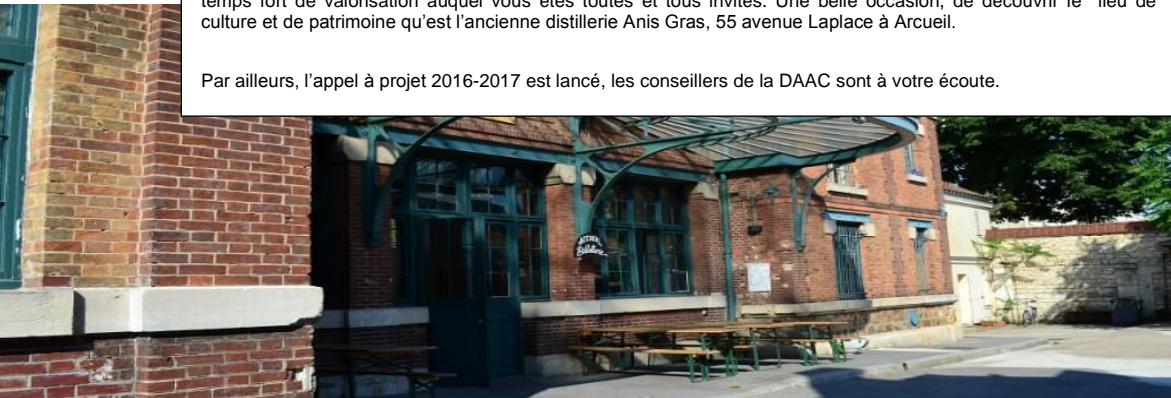 temps fort de valorisation auquel vous êtes toutes et tous invités. Une belle occasion, de découvrir le lieu de
culture et de patrimoine qu’est l’ancienne distillerie Anis Gras, 55 avenue Laplace à Arcueil.
Par ailleurs, l’appel à projet 2016-2017 est lancé, les conseillers de la DAAC sont à votre écoute.